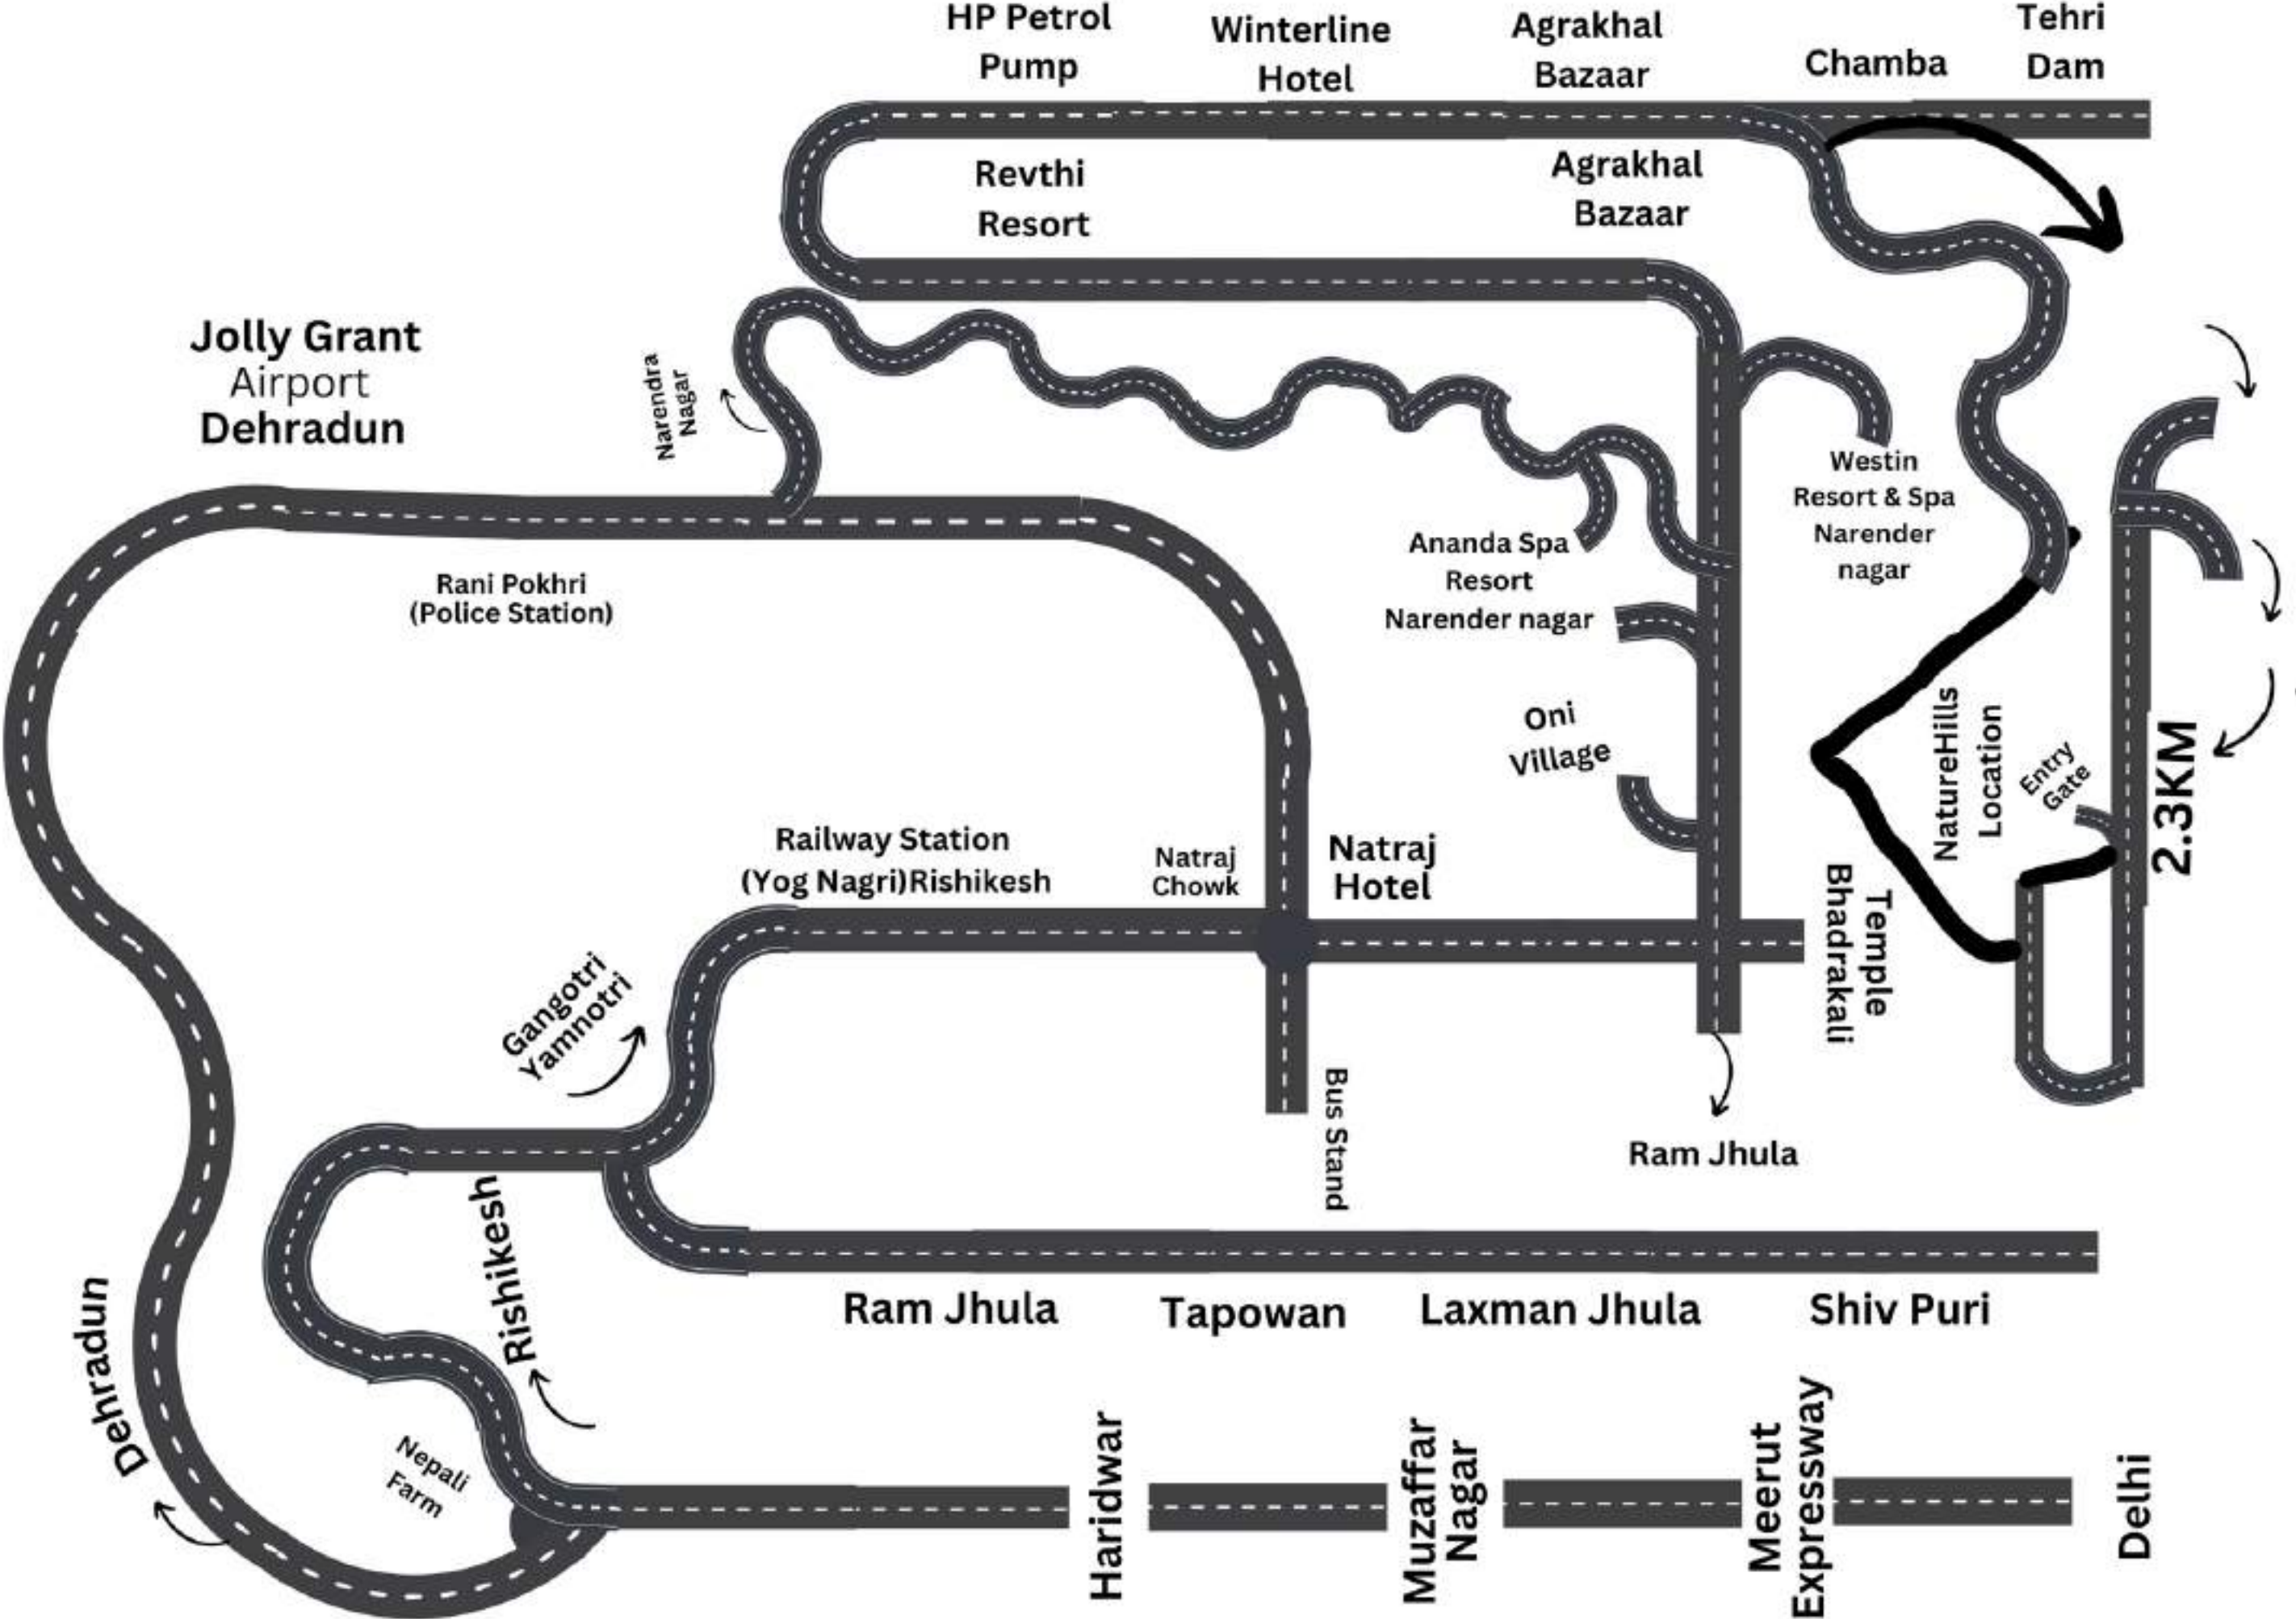 HP Petrol
Pump
Winterline
Hotel
Agrakhal
Bazaar
Chamba
Tehri
Dam
Revthi
Resort
Agrakhal
Bazaar
Jolly Grant
Airport
Dehradun
Narendra
Nagar
Rani Pokhri
(Police Station)
Ananda Spa
Resort
Narender nagar
Westin
Resort & Spa
Narender
nagar
Oni
Village
NatureHills
Location
Entry
Gate
2.3KM
Railway Station
(Yog Nagri)Rishikesh
Natraj
Chowk
Natraj
Hotel
Temple
Bhadrakali
Gangotri
Yamnotri
Bus Stand
Ram Jhula
Rishikesh
Ram Jhula
Tapowan
Laxman Jhula
Shiv Puri
Dehradun
Nepali
Farm
Haridwar
Muzaffar
Nagar
Meerut
Expressway
Delhi